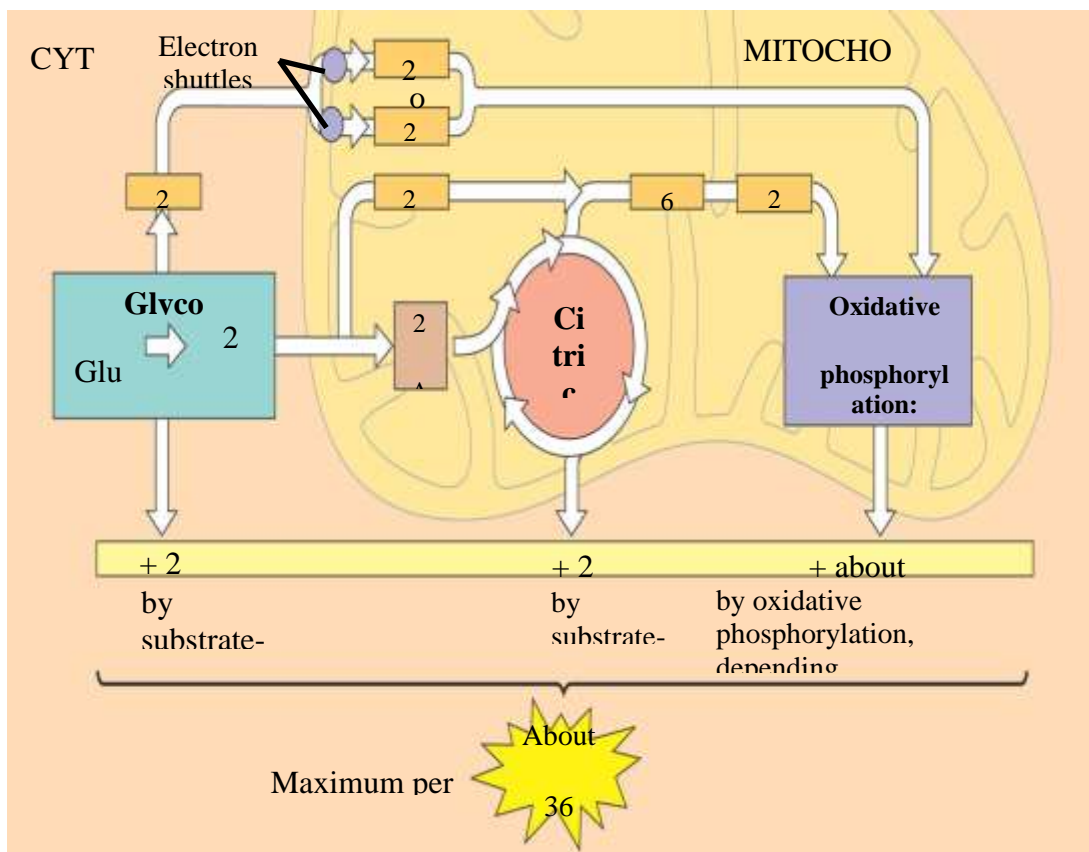 CYT
Electron
shuttles
MITOCHO
2
o
2
2
2
6
2
Glyco
2
Glu
2
Ci
tri
c
Oxidative
phosphoryl
ation:
+ 2
+ 2
+ about
by
substrate-
by
substrate-
by oxidative
phosphorylation,
depending
About
Maximum per
36